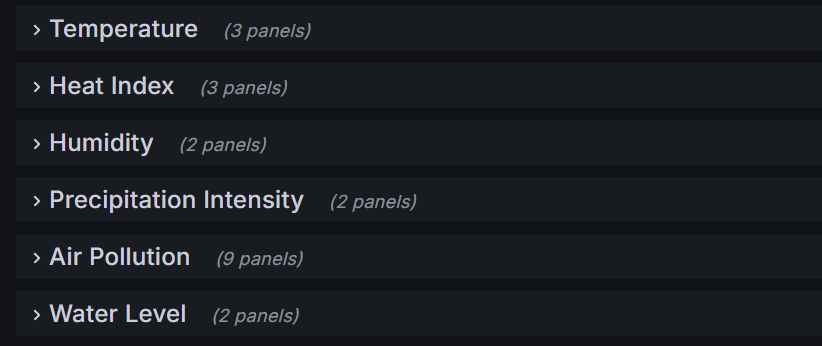 Temperature (3 panels)
Heat Index (3 panels)
Humidity (2 panels)
Precipitation Intensity (2 panels)
Air Pollution (9 panels)
Water Level (2 panels)